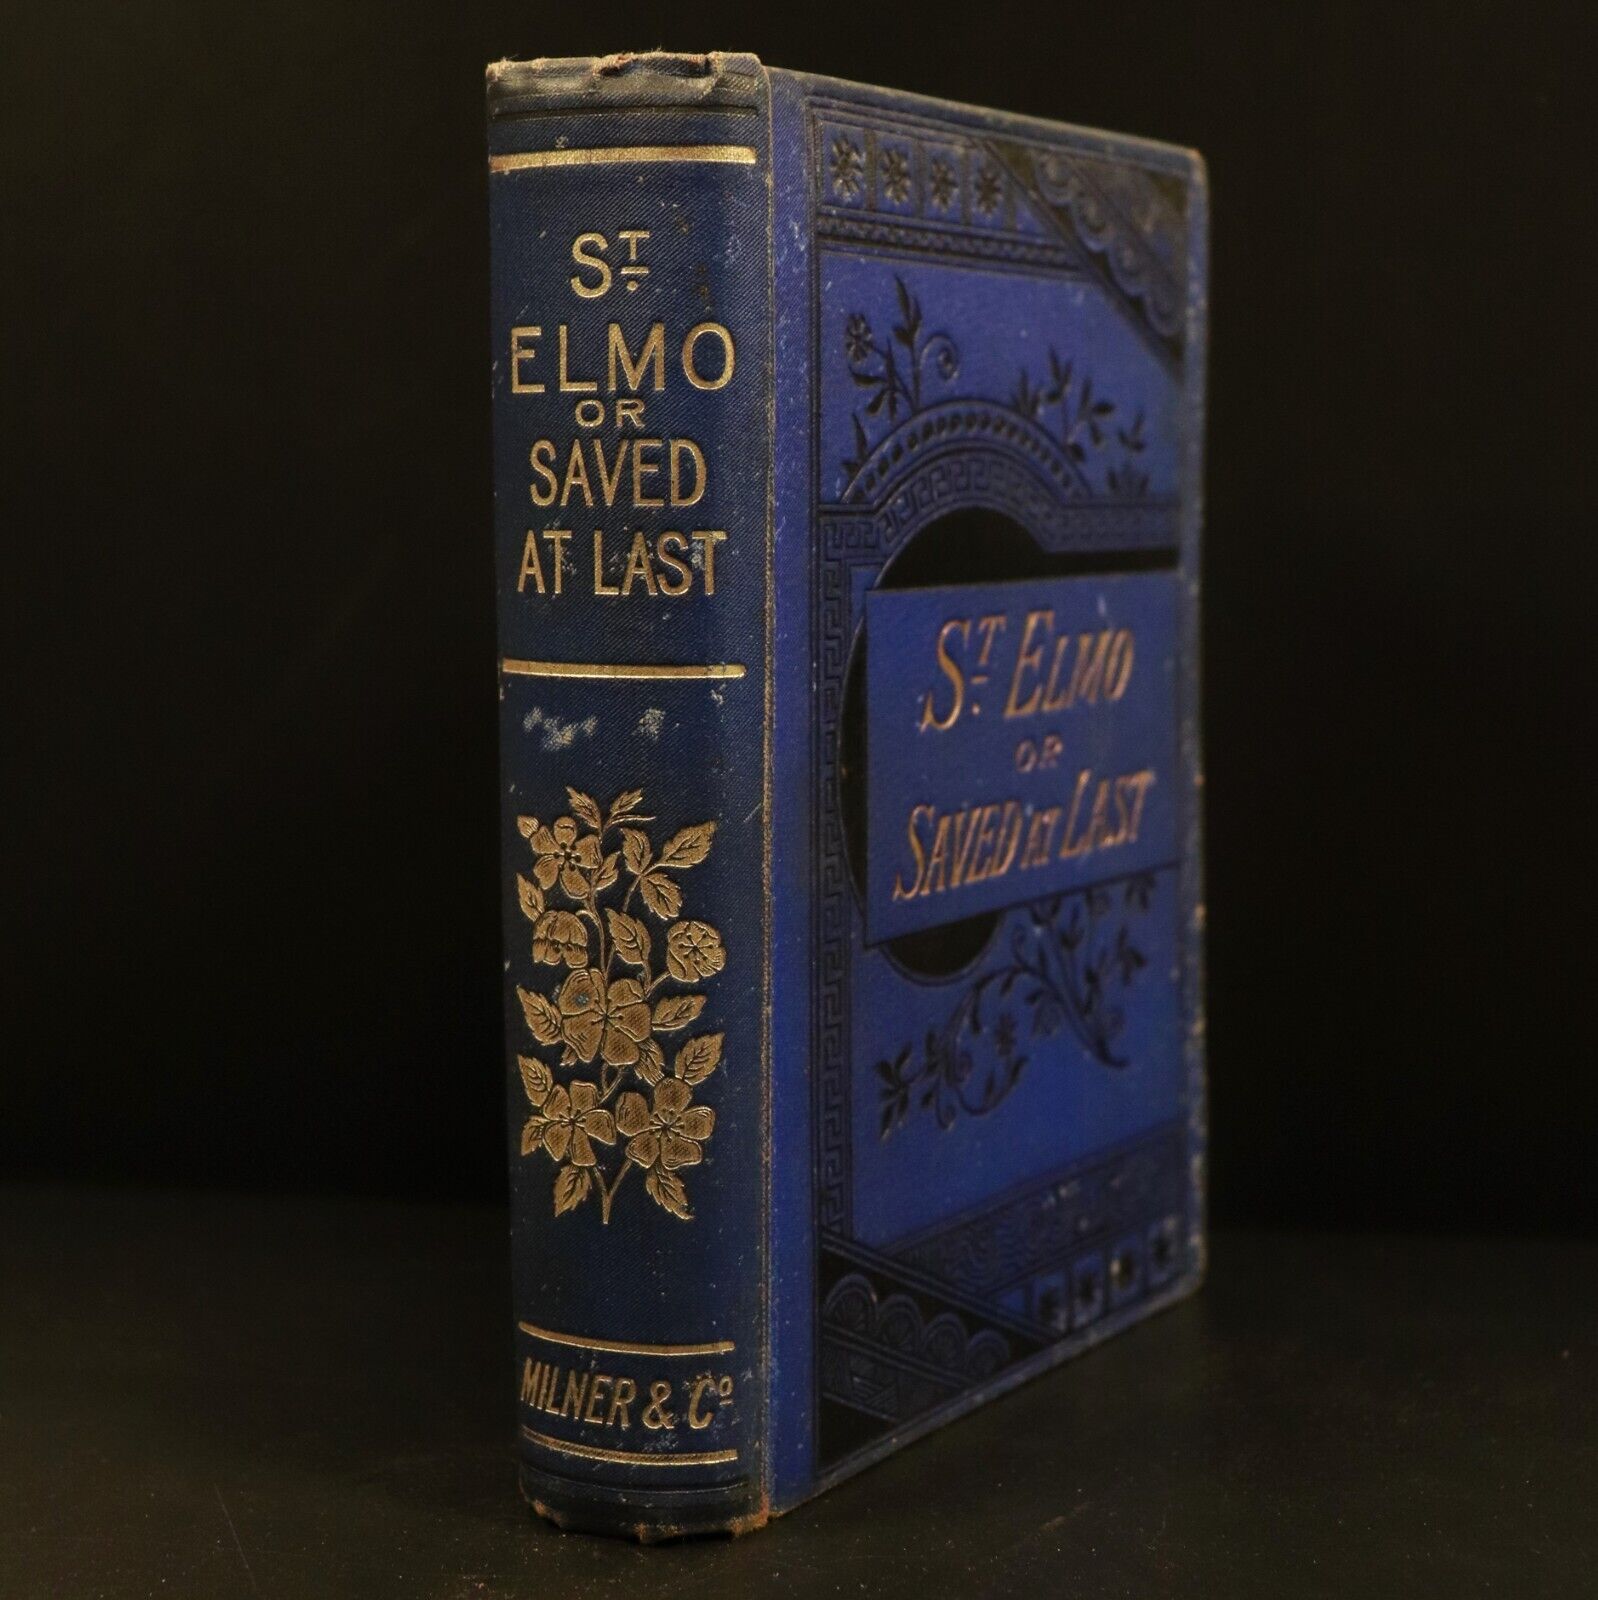 ST.
ELMO
OR
SAVED
AT LAST
MILNER & Co
ST. ELMO
OR
SAVED AT LAST